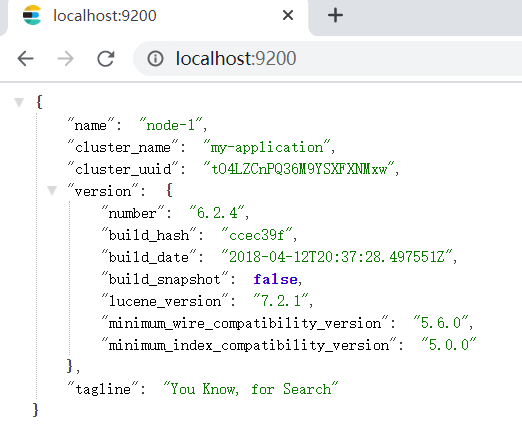 localhost:9200
localhost:9200
{
"name": "node-1",
"cluster_name": "my-application",
"cluster_uuid": "tO4LZCnPQ36M9YSXFXNMxw",
"version": {
"number": "6.2.4",
"build_hash": "ccec39f",
"build_date": "2018-04-12T20:37:28.497551Z",
"build_snapshot": false,
"lucene_version": "7.2.1",
"minimum_wire_compatibility_version": "5.6.0",
"minimum_index_compatibility_version": "5.0.0"
},
"tagline": "You Know, for Search"
}